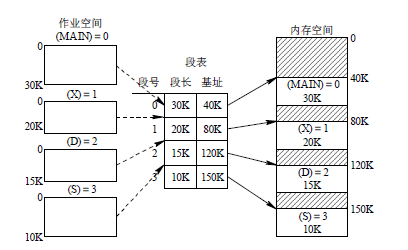 作业空间
(MAIN) = 0
0
30K
(X) = 1
0
20K
(D) = 2
0
15K
(S) = 3
0
10K
段表
段号 段长 基址
0 30K 40K
1 20K 80K
2 15K 120K
3 10K 150K
内存空间
0
40K
(MAIN) = 0
30K
80K
(X) = 1
20K
120K
(D) = 2
15K
150K
(S) = 3
10K